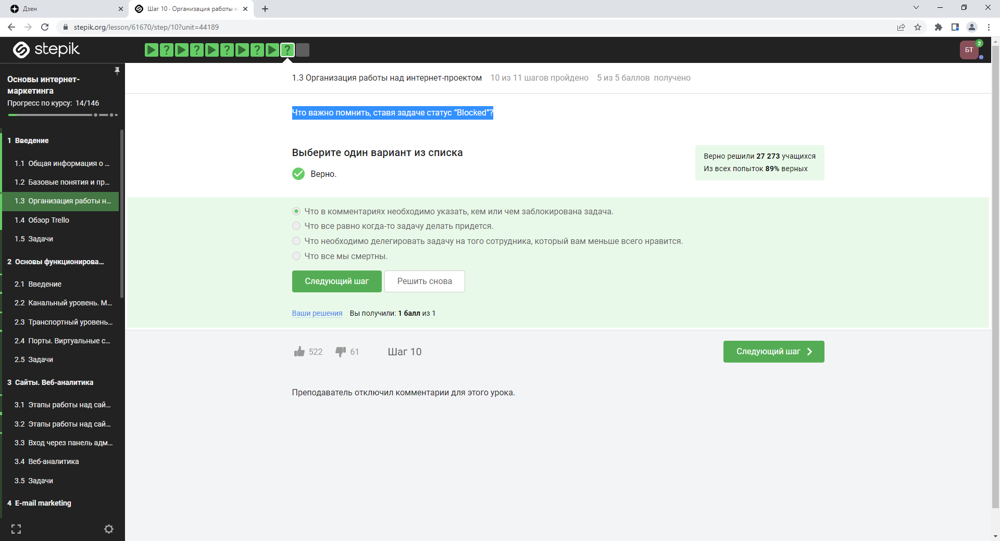 Дзен
Шаг 10 · Организация работы н
stepik.org/lesson/61670/step/10?unit=44189
stepik
БТ
2
Основы интернет-
маркетинга
Прогресс по курсу: 14/146
1 Введение
1.1 Общая информация о ...
1.2 Базовые понятия и пр...
1.3 Организация работы н...
1.4 Обзор Trello
1.5 Задачи
2 Основы функционирова...
2.1 Введение
2.2 Канальный уровень. М...
2.3 Транспортный уровень...
2.4 Порты. Виртуальные с...
2.5 Задачи
3 Сайты. Веб-аналитика
3.1 Этапы работы над сай...
3.2 Этапы работы над сай...
3.3 Вход через панель адм...
3.4 Веб-аналитика
3.5 Задачи
4 E-mail marketing
1.3 Организация работы над интернет-проектом 10 из 11 шагов пройдено 5 из 5 баллов получено
Что важно помнить, ставя задаче статус “Blocked”?
Выберите один вариант из списка
Верно.
Верно решили 27 273 учащихся
Из всех попыток 89% верных
Что в комментариях необходимо указать, кем или чем заблокирована задача.
Что все равно когда-то задачу делать придется.
Что необходимо делегировать задачу на того сотрудника, который вам меньше всего нравится.
Что все мы смертны.
Следующий шаг Решить снова
Ваши решения Вы получили: 1 балл из 1
522 61 Шаг 10 Следующий шаг
Преподаватель отключил комментарии для этого урока.